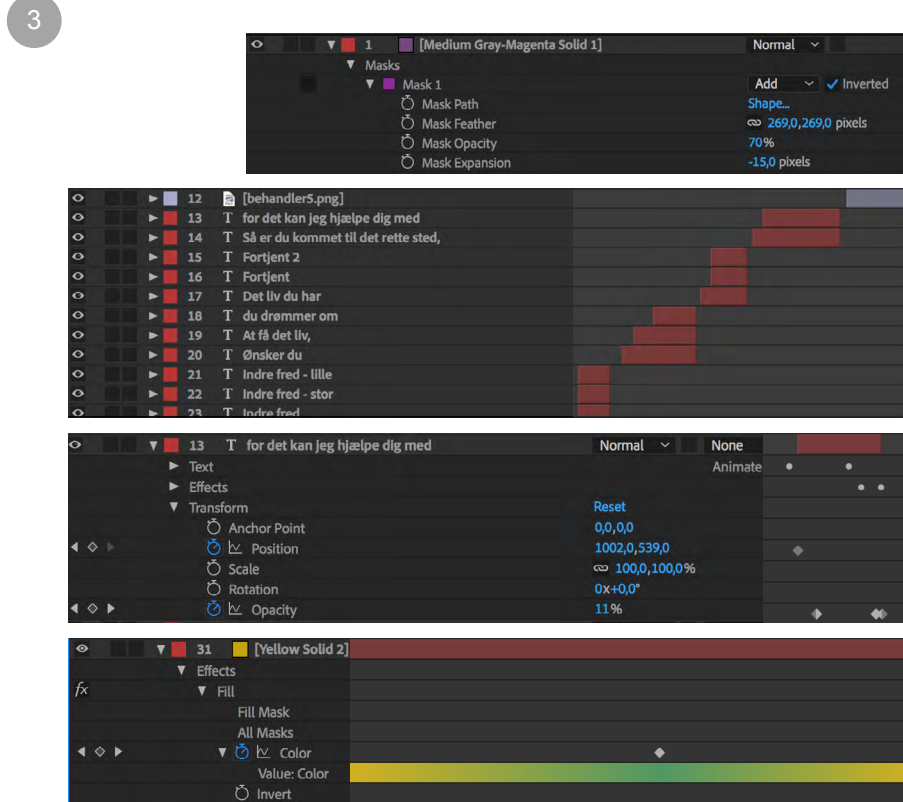 3
1 [Medium Gray-Magenta Solid 1] Normal
Masks
Mask 1 Add Inverted
Mask Path Shape...
Mask Feather 269,0,269,0 pixels
Mask Opacity 70%
Mask Expansion -15,0 pixels
12 [behandler5.png]
13 T for det kan jeg hjælpe dig med
14 T Så er du kommet til det rette sted,
15 T Fortjent 2
16 T Fortjent
17 T Det liv du har
18 T du drømmer om
19 T At få det liv,
20 T Ønsker du
21 T Indre fred - lille
22 T Indre fred - stor
23 T Indre fred
13 T for det kan jeg hjælpe dig med Normal None
Text Animate
Effects
Transform Reset
Anchor Point 0,0,0,0
Position 1002,0,539,0
Scale 100,0,100,0%
Rotation 0x+0,0°
Opacity 11%
31 [Yellow Solid 2]
Effects
fx Fill
Fill Mask
All Masks
Color
Value: Color
Invert